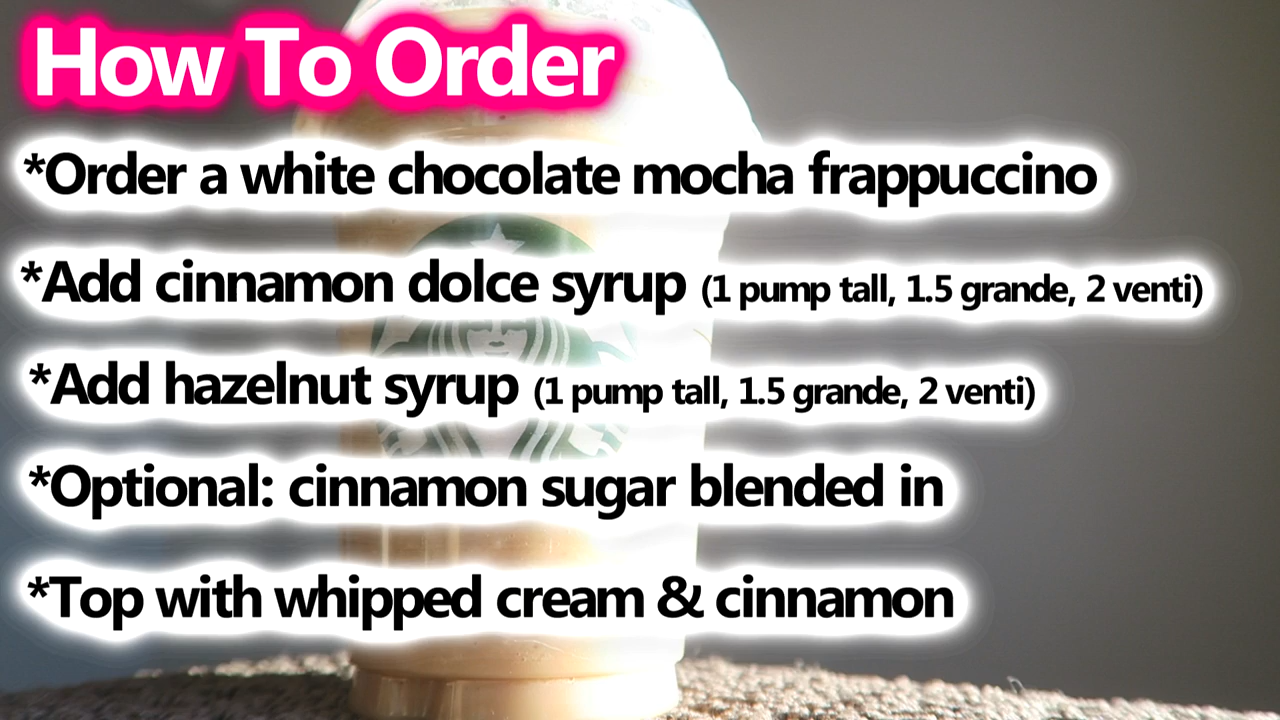 How To Order
*Order a white chocolate mocha frappuccino
*Add cinnamon dolce syrup (1 pump tall, 1.5 grande, 2 venti)
*Add hazelnut syrup (1 pump tall, 1.5 grande, 2 venti)
*Optional: cinnamon sugar blended in
*Top with whipped cream & cinnamon